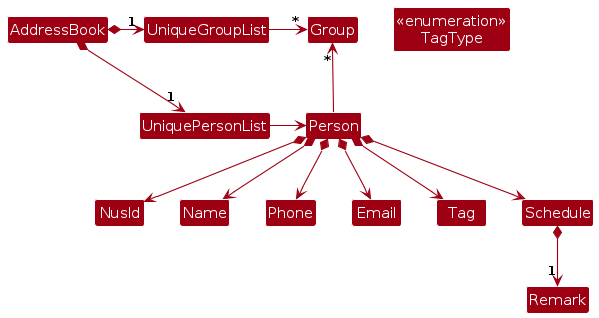 AddressBook
1
UniqueGroupList
*
Group
«enumeration»
TagType
*
1
UniquePersonList
Person
NusId
Name
Phone
Email
Tag
Schedule
1
Remark